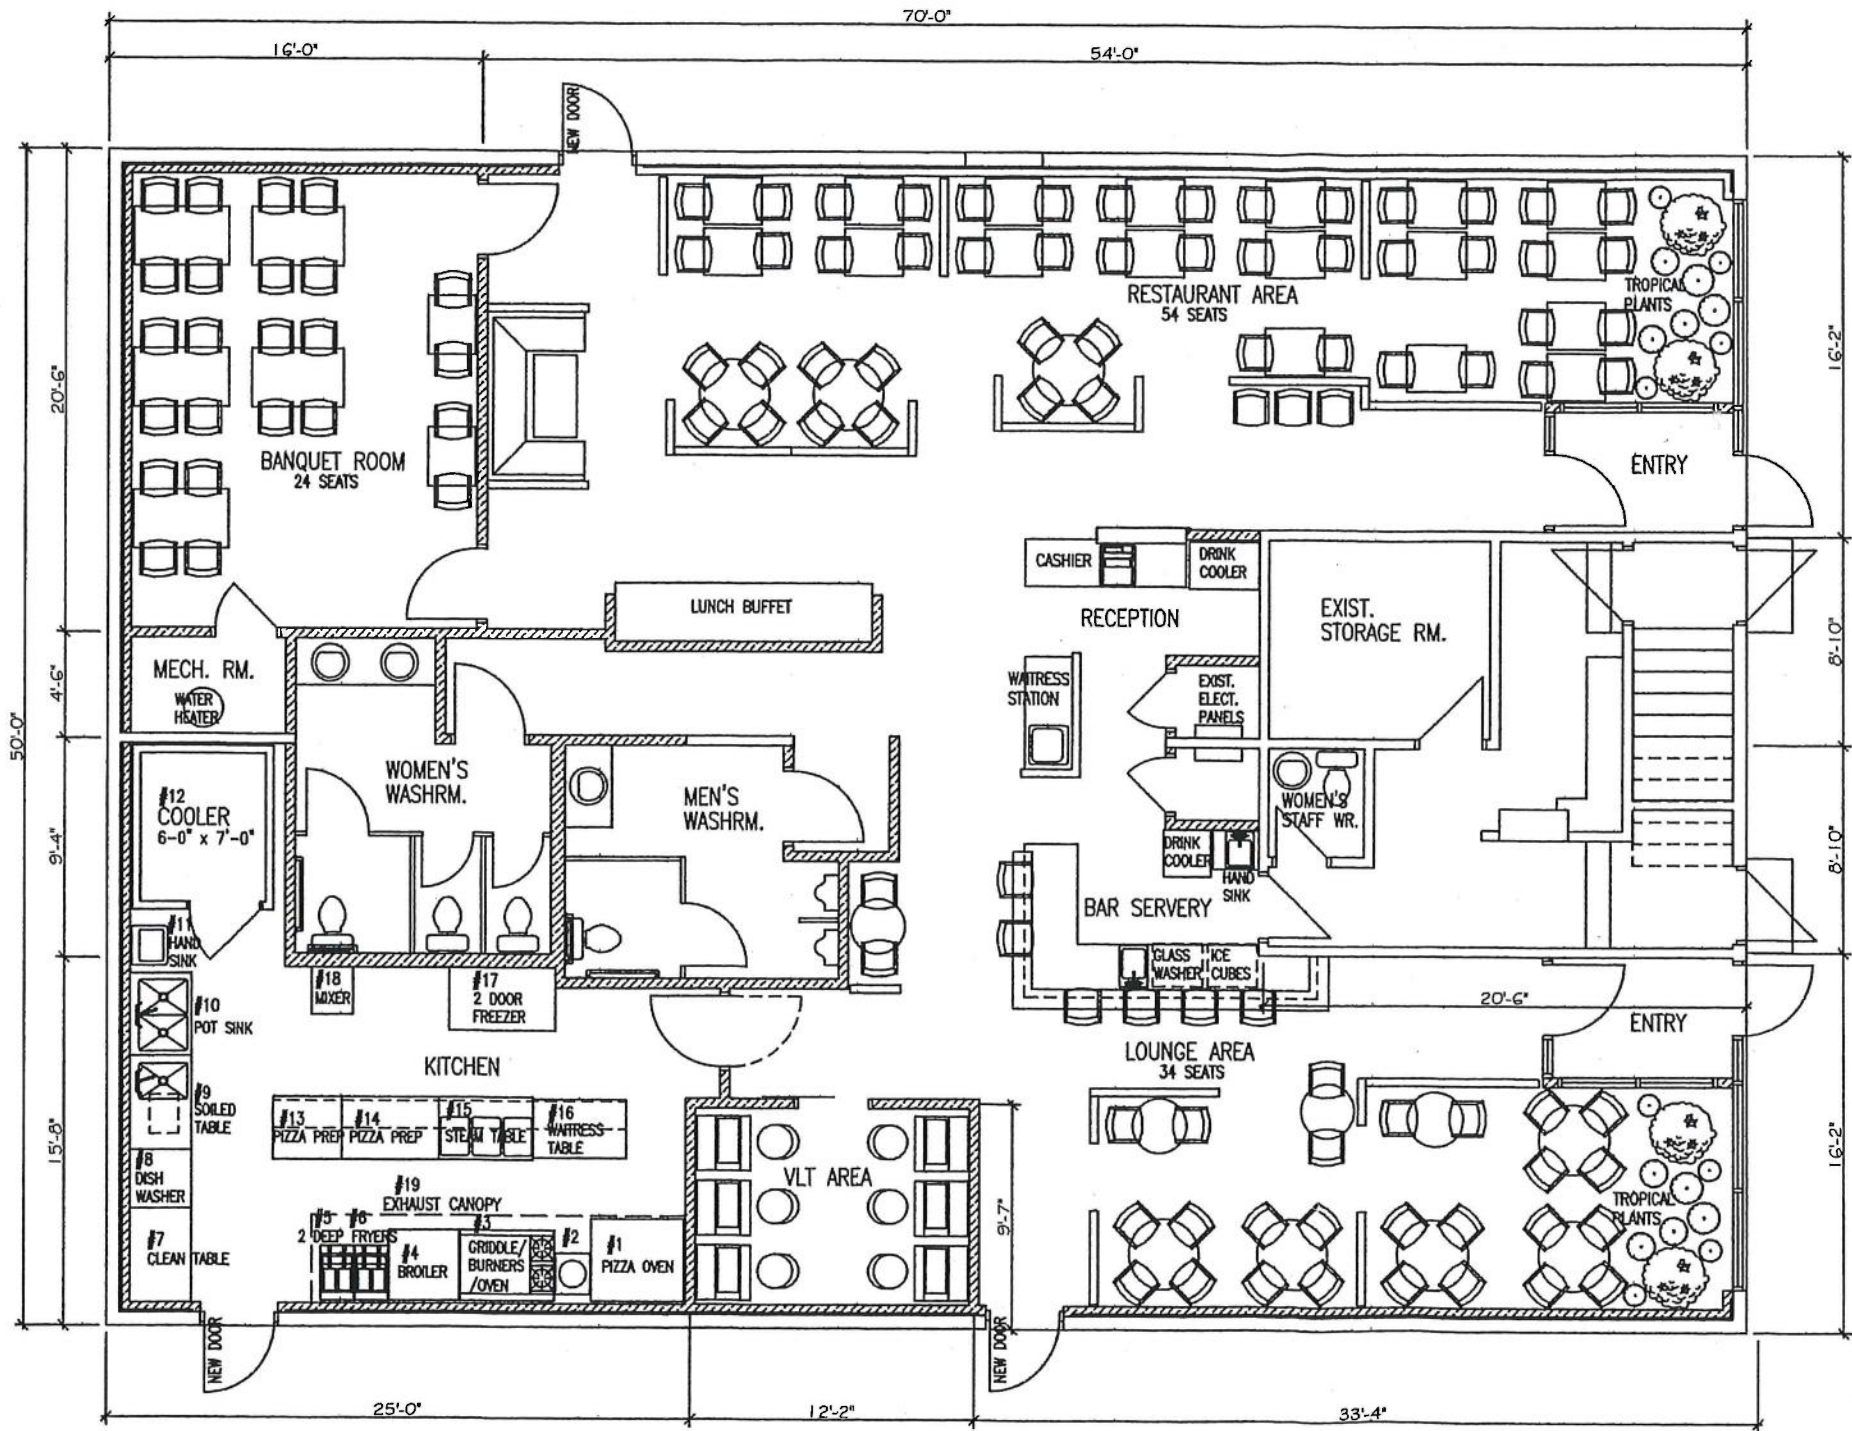 70'-0"
16'-0"
54'-0"
NEW DOOR
RESTAURANT AREA
54 SEATS
TROPICAL
PLANTS
16'-2"
20'-6"
BANQUET ROOM
24 SEATS
ENTRY
CASHIER
DRINK
COOLER
LUNCH BUFFET
RECEPTION
EXIST.
STORAGE RM.
8'-10"
4'-6"
MECH. RM.
WATER
HEATER
WAITRESS
STATION
EXIST.
ELECT.
PANELS
50'-0"
WOMEN'S
WASHRM.
MEN'S
WASHRM.
#12
COOLER
6-0" x 7'-0"
WOMEN'S
STAFF WR.
9'-4"
8'-10"
DRINK
COOLER
HAND
SINK
BAR SERVERY
#11
HAND
SINK
#18
MIXER
#17
2 DOOR
FREEZER
GLASS
WASHER
ICE
CUBES
20'-6"
#10
POT SINK
ENTRY
KITCHEN
LOUNGE AREA
34 SEATS
#9
SOILED
TABLE
#13
PIZZA PREP
#14
PIZZA PREP
#15
STEAM TABLE
#16
WAITRESS
TABLE
15'-8"
#8
DISH
WASHER
VLT AREA
16'-2"
#19
EXHAUST CANOPY
TROPICAL
PLANTS
9'-7"
#5 #6
2 DEEP FRYERS
#4
BROILER
#3
GRIDDLE/
BURNERS
/OVEN
#2
#1
PIZZA OVEN
#7
CLEAN TABLE
NEW DOOR
NEW DOOR
25'-0"
12'-2"
33'-4"